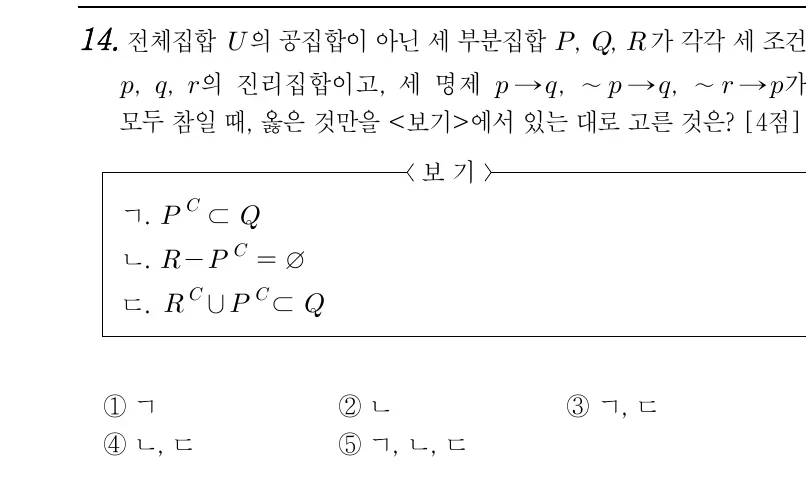 14. 전체집합 U의 공집합이 아닌 세 부분집합 P, Q, R가 각각 세 조건
p, q, r의 진리집합이고, 세 명제 p→q, ~p→q, ~r→p가
모두 참일 때, 옳은 것만을 <보기>에서 있는 대로 고른 것은? [4점]
<보 기>
ㄱ. P^C ⊂ Q
ㄴ. R−P^C = ∅
ㄷ. R^C∪P^C⊂ Q
① ㄱ ② ㄴ ③ ㄱ, ㄷ
④ ㄴ, ㄷ ⑤ ㄱ, ㄴ, ㄷ